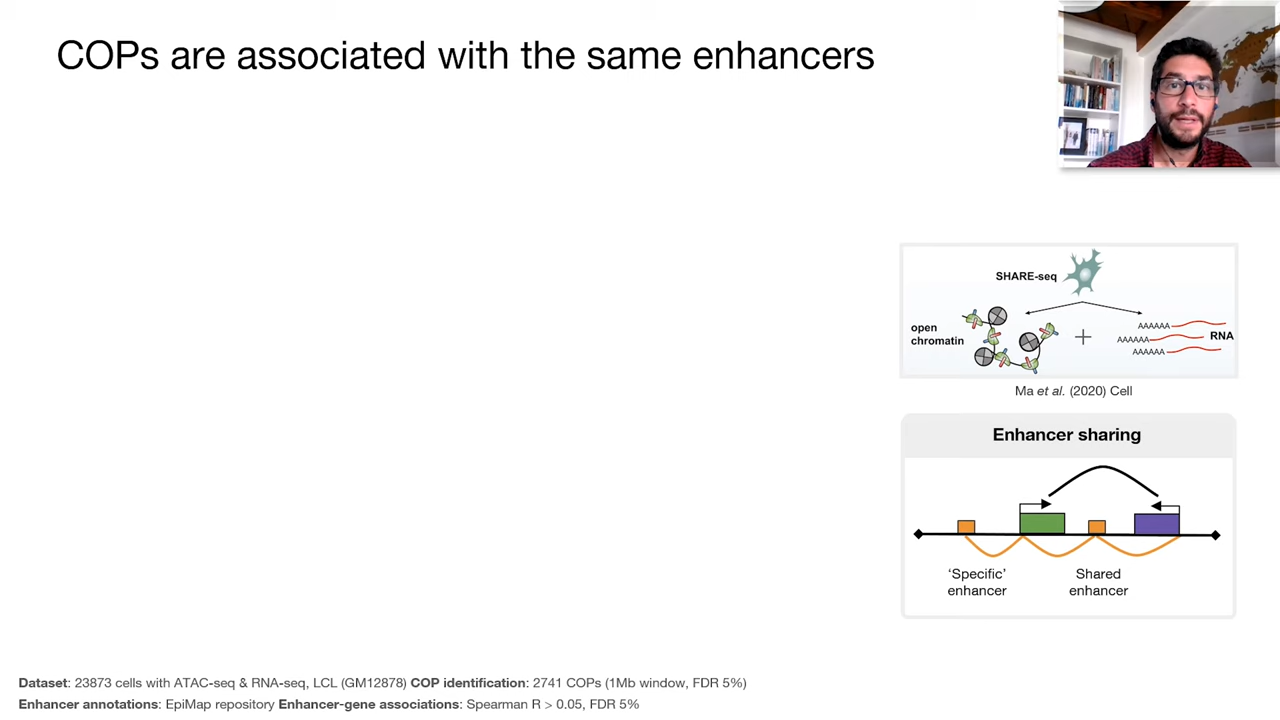 COPs are associated with the same enhancers
SHARE-seq
open
chromatin
+
AAAAAA
AAAAAA
AAAAAA
RNA
Ma et al. (2020) Cell
Enhancer sharing
‘Specific’
enhancer
Shared
enhancer
Dataset: 23873 cells with ATAC-seq & RNA-seq, LCL (GM12878) COP identification: 2741 COPs (1Mb window, FDR 5%)
Enhancer annotations: EpiMap repository Enhancer-gene associations: Spearman R > 0.05, FDR 5%